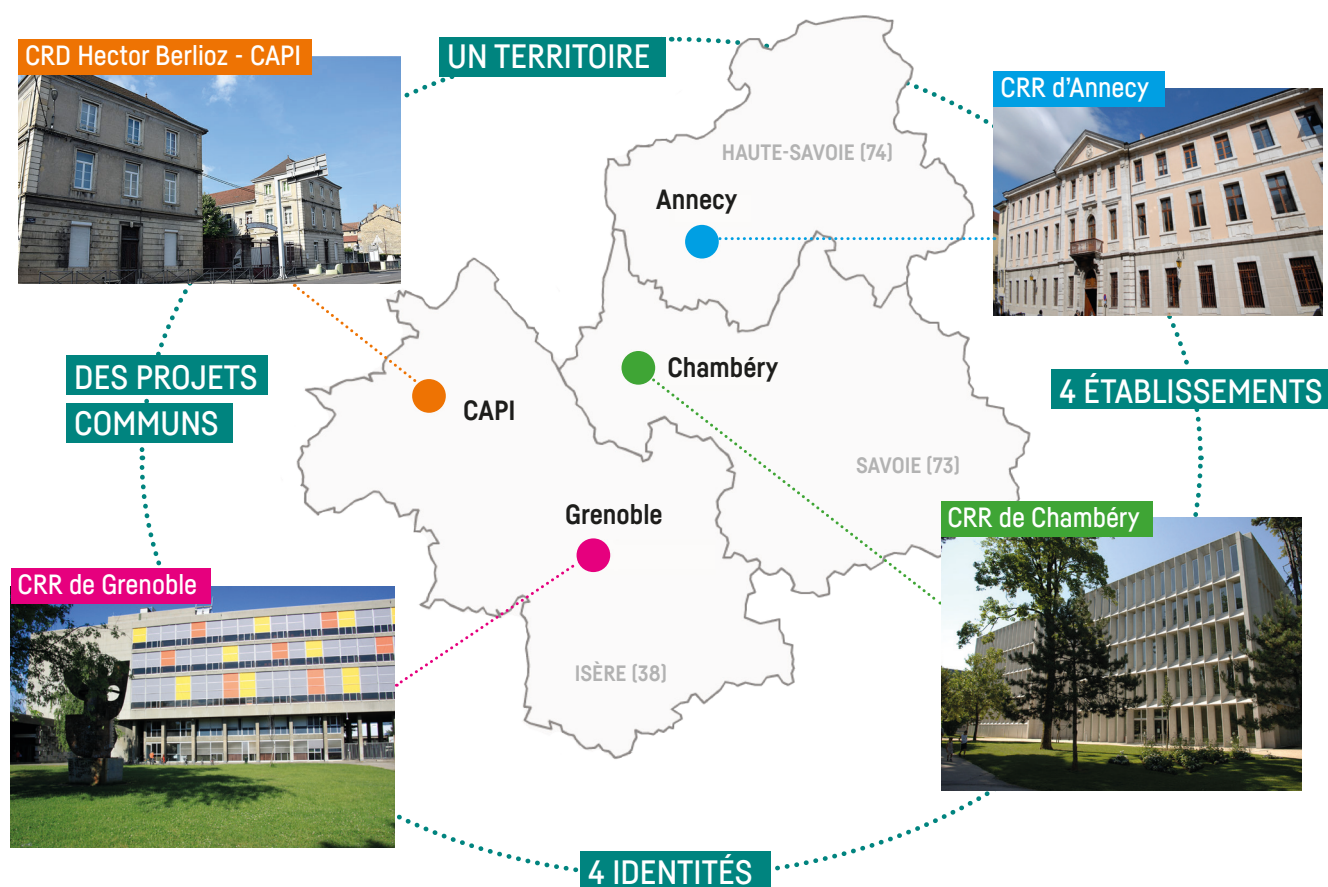 CRD Hector Berlioz - CAPI
UN TERRITOIRE
CRR d'Annecy
HAUTE-SAVOIE (74)
Annecy
DES PROJETS
COMMUNS
Chambéry
4 ÉTABLISSEMENTS
CAPI
SAVOIE (73)
Grenoble
CRR de Chambéry
CRR de Grenoble
ISÈRE (38)
4 IDENTITÉS